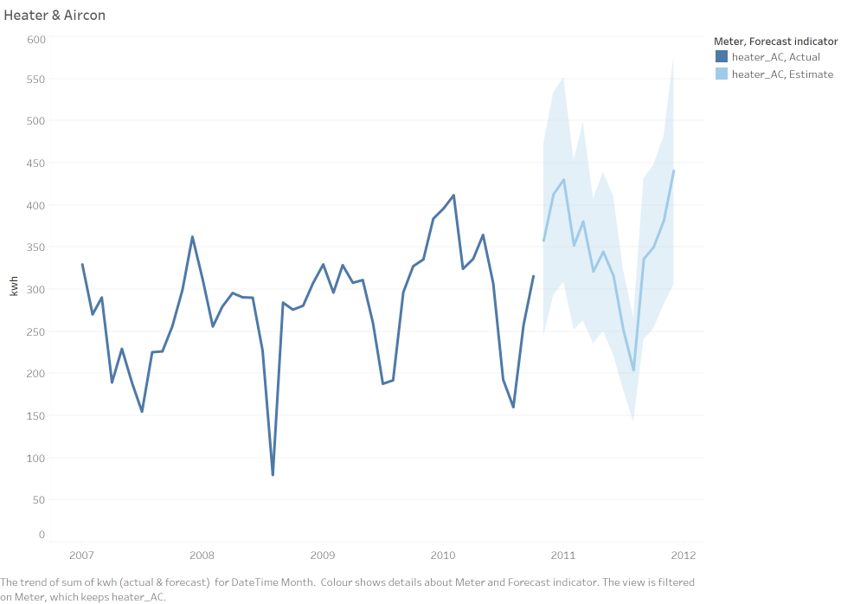 Heater & Aircon
600
550
500
450
400
350
300
250
200
150
100
50
0
kwh
2007 2008 2009 2010 2011 2012
Meter, Forecast indicator
heater_AC, Actual
heater_AC, Estimate
The trend of sum of kwh (actual & forecast)  for DateTime Month.  Colour shows details about Meter and Forecast indicator. The view is filtered
on Meter, which keeps heater_AC.